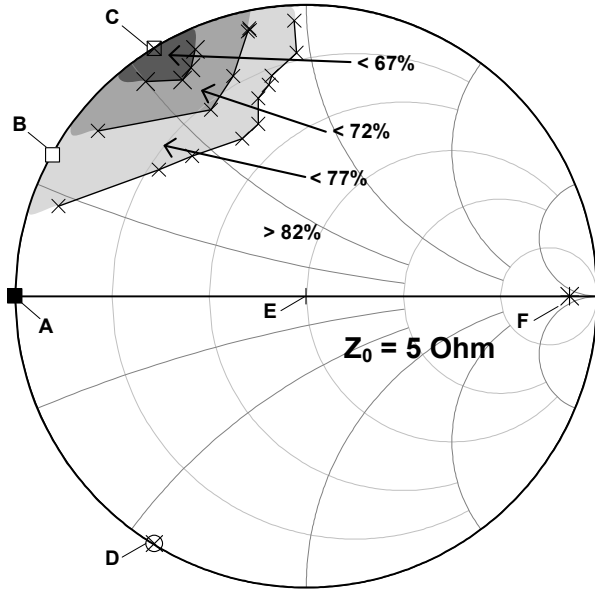 C
< 67%
B
< 72%
< 77%
> 82%
A
E
F
Z₀ = 5 Ohm
D